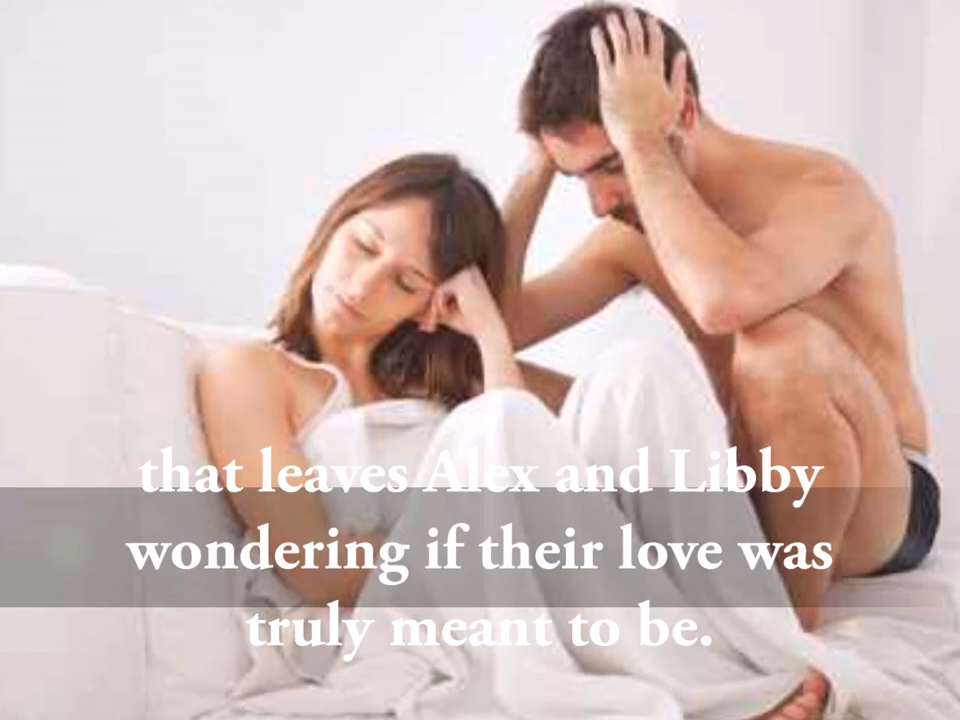 that leaves Alex and Libby
wondering if their love was
truly meant to be.